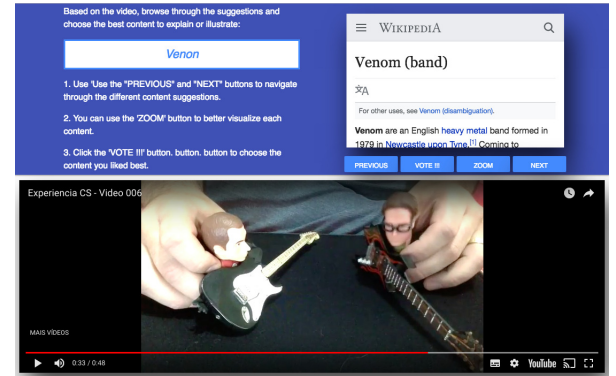 Based on the video, browse through the suggestions and
choose the best content to explain or illustrate:
Venon
1. Use 'Use the "PREVIOUS" and "NEXT" buttons to navigate
through the different content suggestions.
2. You can use the 'ZOOM' button to better visualize each
content.
3. Click the 'VOTE !!!' button. button. button to choose the
content you liked best.
WIKIPEDIA
Venom (band)
For other uses, see Venom (disambiguation).
Venom are an English heavy metal band formed in
1979 in Newcastle upon Tyne.[1] Coming to
PREVIOUS
VOTE !!!
ZOOM
NEXT
Experiencia CS - Video 006
MAIS VÍDEOS
0:33 / 0:48
YouTube